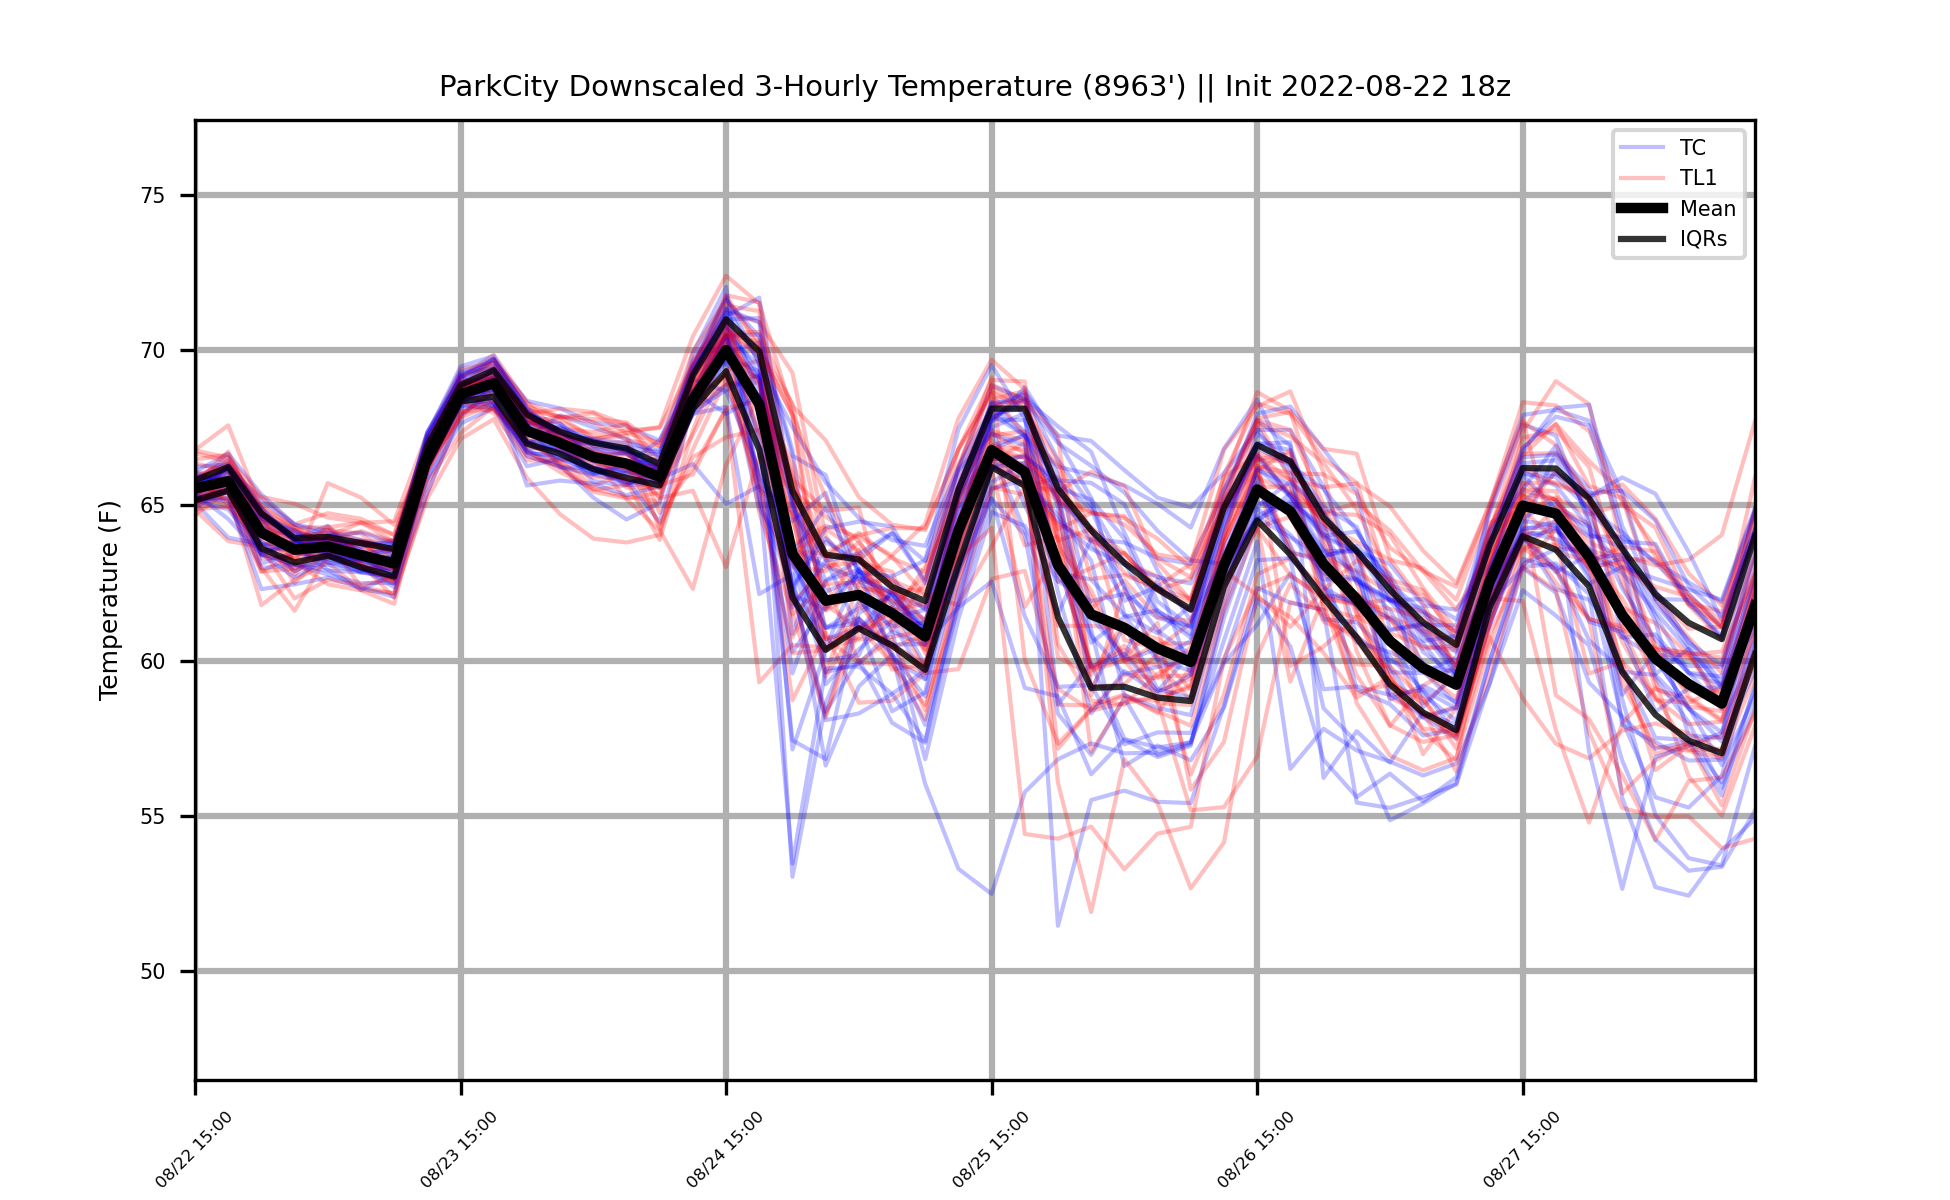 ParkCity Downscaled 3-Hourly Temperature (8963') || Init 2022-08-22 18z
TC
TL1
Mean
IQRs
Temperature (F)
75
70
65
60
55
50
08/22 15:00
08/23 15:00
08/24 15:00
08/25 15:00
08/26 15:00
08/27 15:00